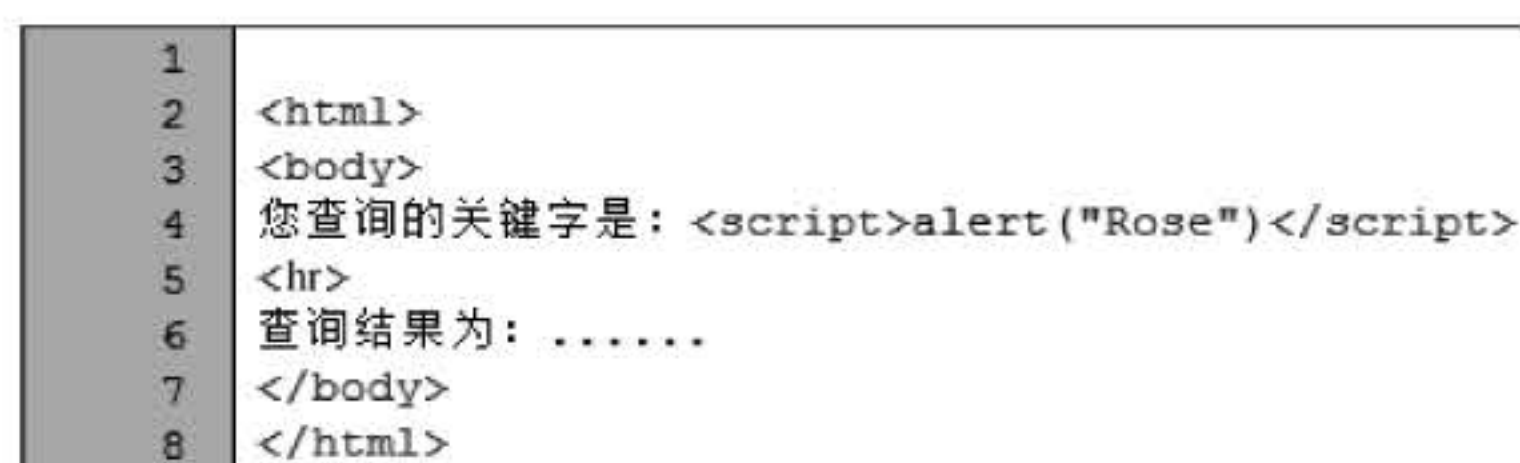 1
2 <html>
3 <body>
4 您查询的关键字是：<script>alert("Rose")</script>
5 <hr>
6 查询结果为：......
7 </body>
8 </html>